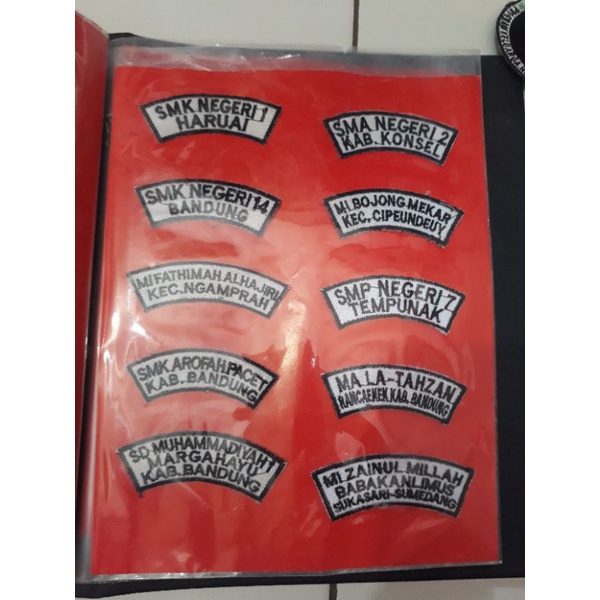 SMK NEGERI 1
HARUAI
SMK NEGERI 14
BANDUNG
MI FATHIMAH.ALHAJIRI
KEC.NGAMPRAH
SMK AROFAH.PACET
KAB. BANDUNG
SD.MUHAMMADIYAH 1
MARGAHAYU
KAB.BANDUNG
SMA NEGERI 2
KAB. KONSEL
MI.BOJONG MEKAR
KEC. CIPEUNDEUY
SMP NEGERI 7
TEMPUNAK
MA.LA-TAHZAN
RANCAEKEK.KAB. BANDUNG
MI.ZAINUL MILLAH
BABAKANLIMUS
SUKASARI-SUMEDANG